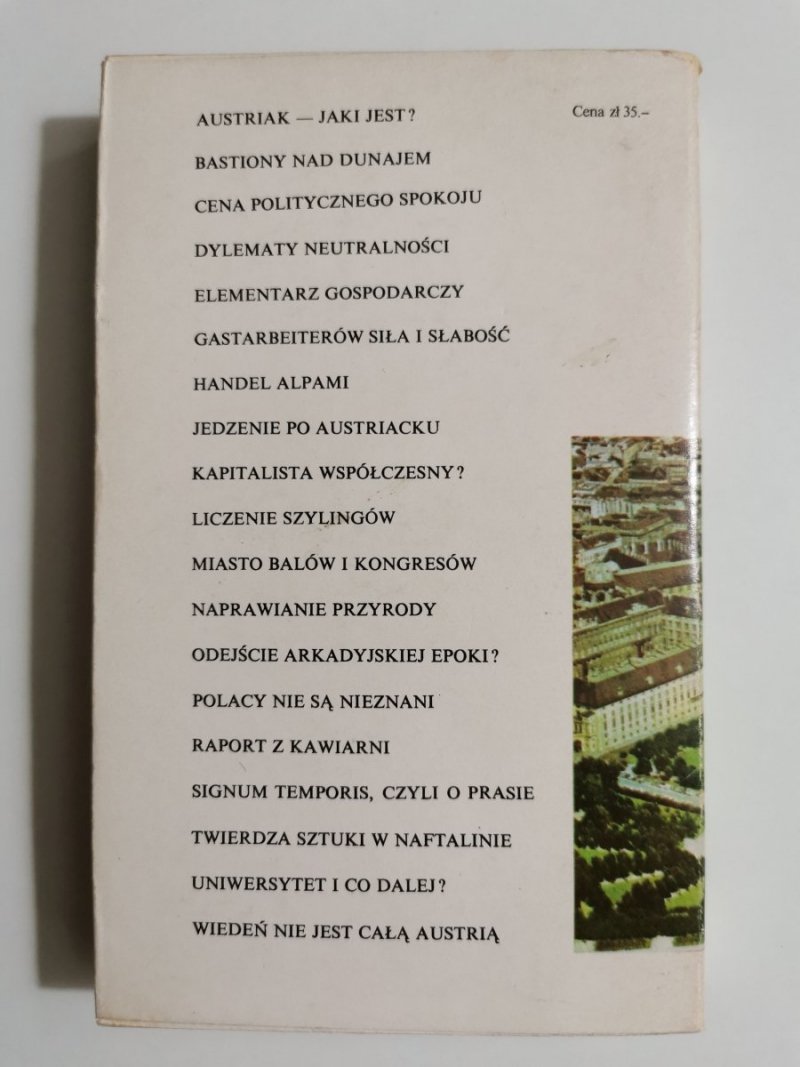 AUSTRIAK — JAKI JEST?
Cena zł 35.–
BASTIONY NAD DUNAJEM
CENA POLITYCZNEGO SPOKOJU
DYLEMATY NEUTRALNOŚCI
ELEMENTARZ GOSPODARCZY
GASTARBEITERÓW SIŁA I SŁABOŚĆ
HANDEL ALPAMI
JEDZENIE PO AUSTRIACKU
KAPITALISTA WSPÓŁCZESNY?
LICZENIE SZYLINGÓW
MIASTO BALÓW I KONGRESÓW
NAPRAWIANIE PRZYRODY
ODEJŚCIE ARKADYJSKIEJ EPOKI?
POLACY NIE SĄ NIEZNANI
RAPORT Z KAWIARNI
SIGNUM TEMPORIS, CZYLI O PRASIE
TWIERDZA SZTUKI W NAFTALINIE
UNIWERSYTET I CO DALEJ?
WIEDEŃ NIE JEST CAŁĄ AUSTRIĄ